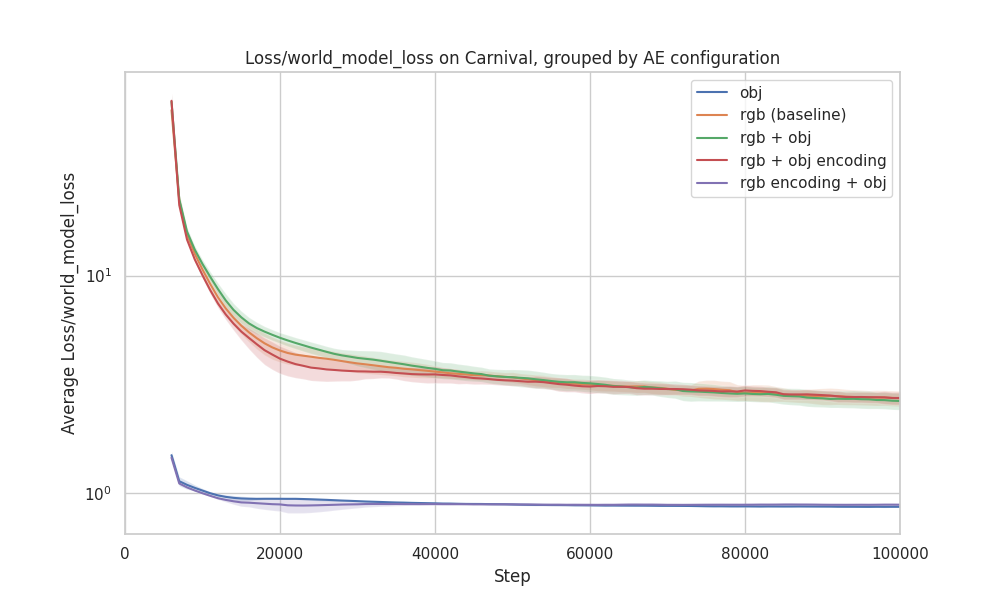 Loss/world_model_loss on Carnival, grouped by AE configuration
obj
rgb (baseline)
rgb + obj
rgb + obj encoding
rgb encoding + obj
Average Loss/world_model_loss
10¹
10⁰
0 20000 40000 60000 80000 100000
Step